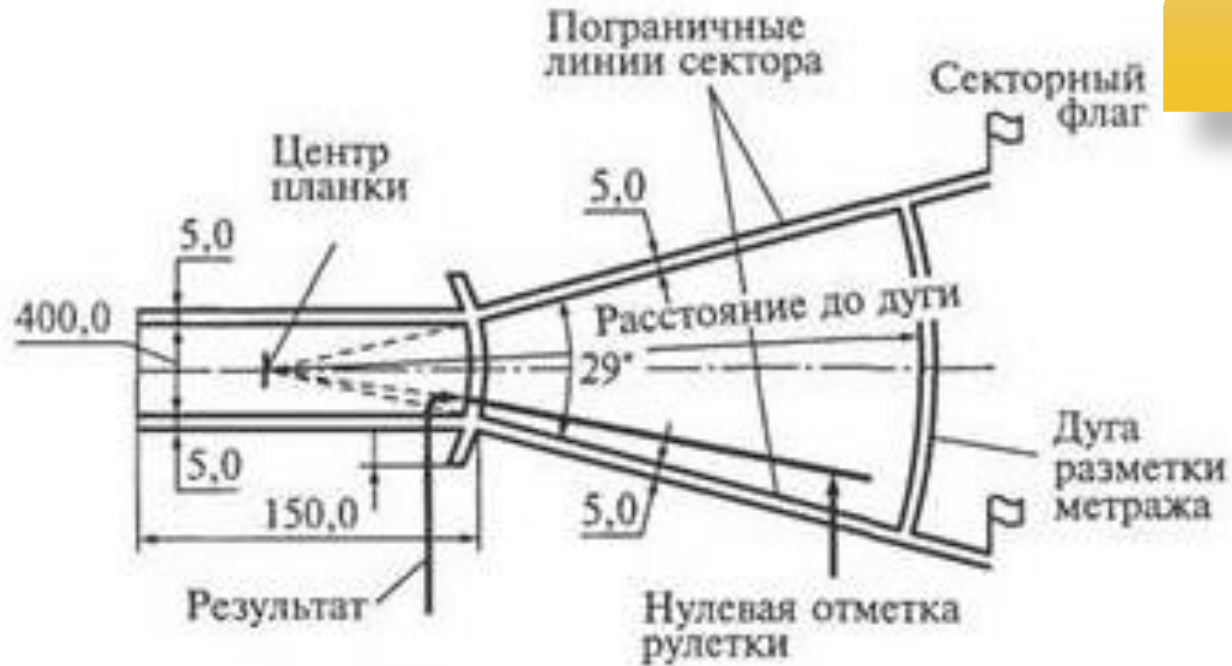 Пограничные
линии сектора
Секторный
флаг
Центр
планки
5,0
5,0
400,0
Расстояние до дуги
29°
5,0
150,0
5,0
Дуга
разметки
метража
Результат
Нулевая отметка
рулетки